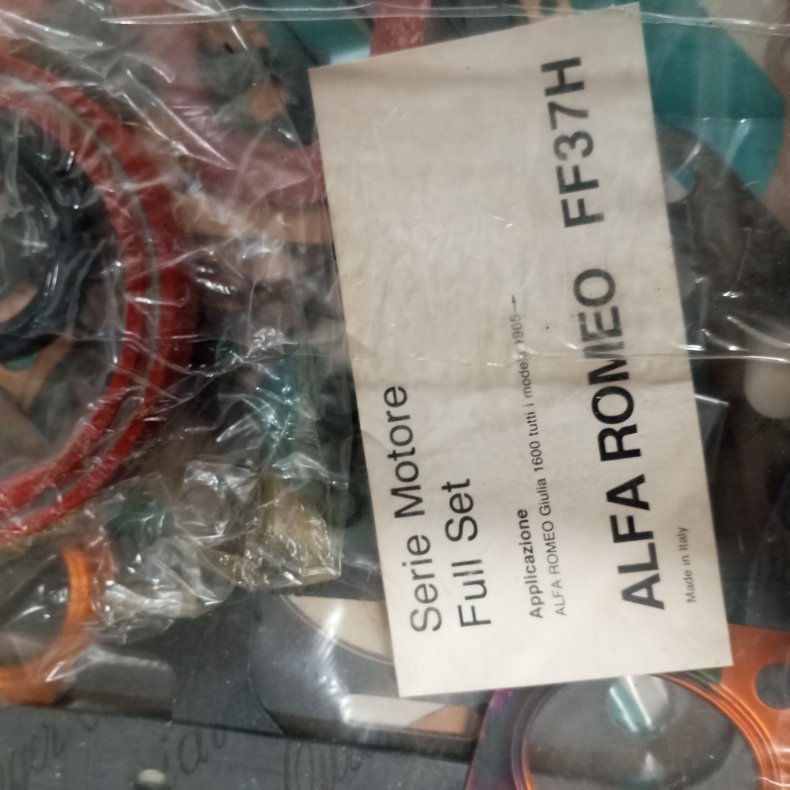 Serie Motore
Full Set
Applicazione
ALFA ROMEO Giulia 1600 tutti i modelli 1965—
ALFA ROMEO FF37H
Made in Italy